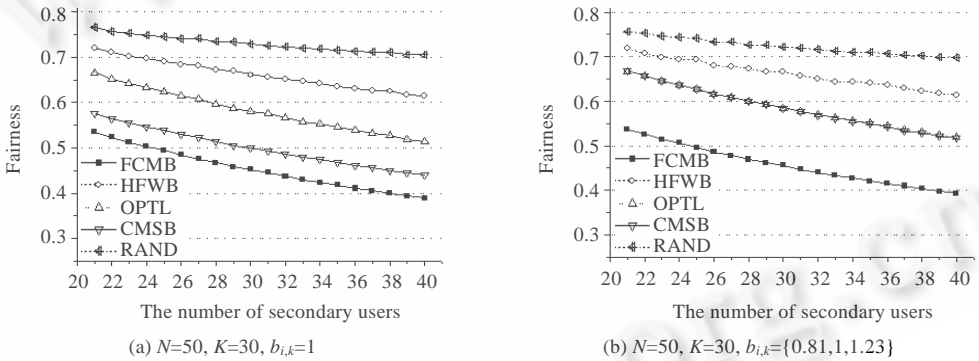 0.8
0.7
0.6
0.5
0.4
0.3
Fairness
FCMB
HFWB
OPTL
CMSB
RAND
20 22 24 26 28 30 32 34 36 38 40
The number of secondary users
(a) N=50, K=30, b_{i,k}=1
0.8
0.7
0.6
0.5
0.4
0.3
Fairness
FCMB
HFWB
OPTL
CMSB
RAND
20 22 24 26 28 30 32 34 36 38 40
The number of secondary users
(b) N=50, K=30, b_{i,k}={0.81,1,1.23}